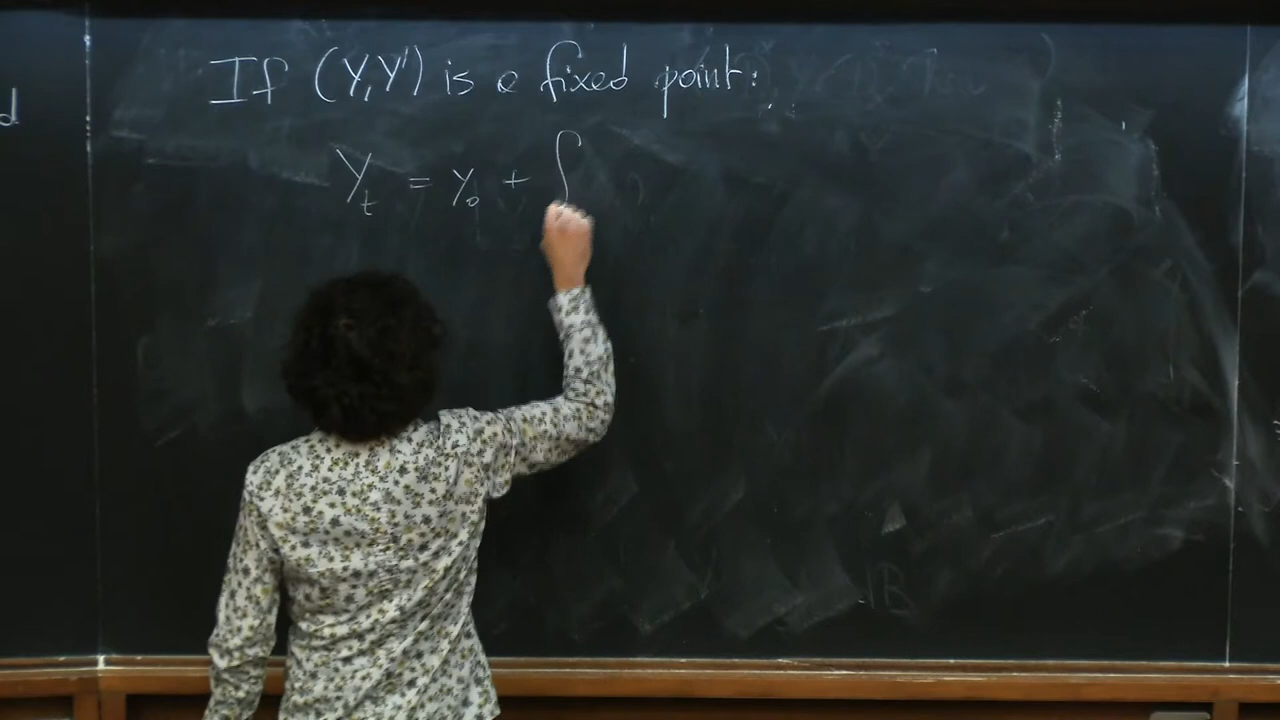 If (Y,Y') is a fixed point:
d
Y_t = y_0 + ∫